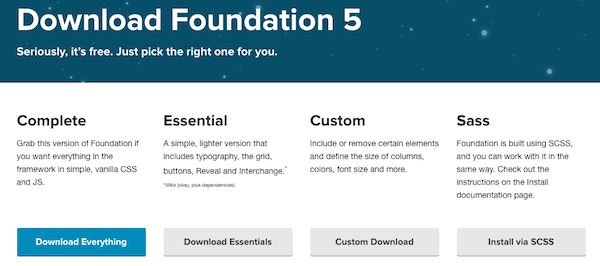 Download Foundation 5
Seriously, it's free. Just pick the right one for you.
Complete
Grab this version of Foundation if
you want everything in the
framework in simple, vanilla CSS
and JS.
Download Everything
Essential
A simple, lighter version that
includes typography, the grid,
buttons, Reveal and Interchange.*
*58kb (okay, plus dependencies).
Download Essentials
Custom
Include or remove certain elements
and define the size of columns,
colors, font size and more.
Custom Download
Sass
Foundation is built using SCSS,
and you can work with it in the
same way. Check out the
instructions on the Install
documentation page.
Install via SCSS